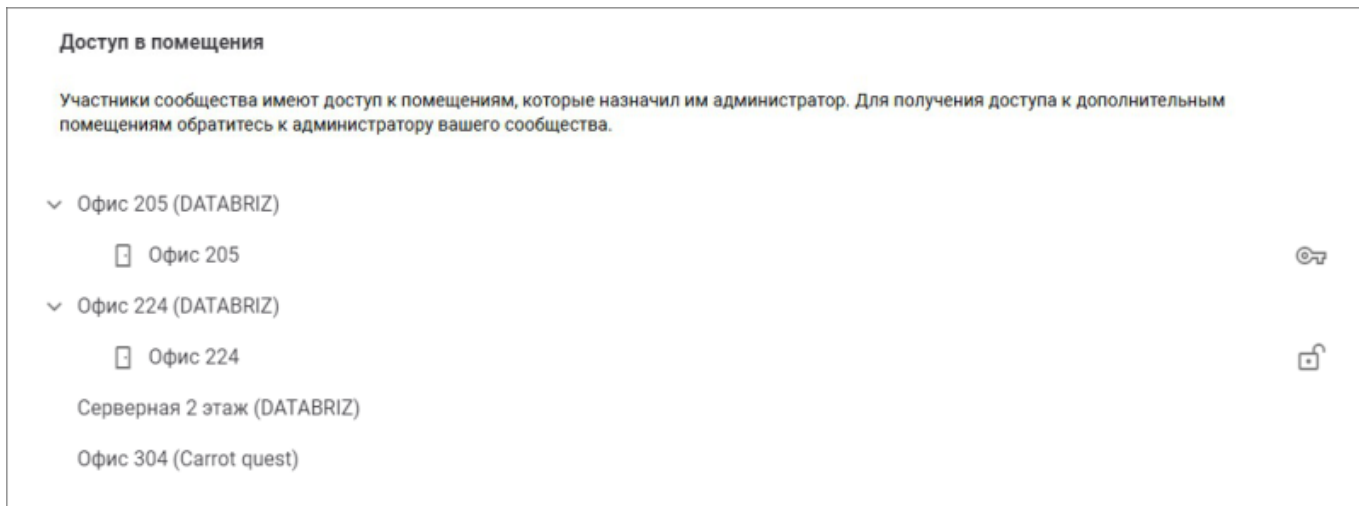 Доступ в помещения
Участники сообщества имеют доступ к помещениям, которые назначил им администратор. Для получения доступа к дополнительным
помещениям обратитесь к администратору вашего сообщества.
Офис 205 (DATABRIZ)
Офис 205
Офис 224 (DATABRIZ)
Офис 224
Серверная 2 этаж (DATABRIZ)
Офис 304 (Carrot quest)